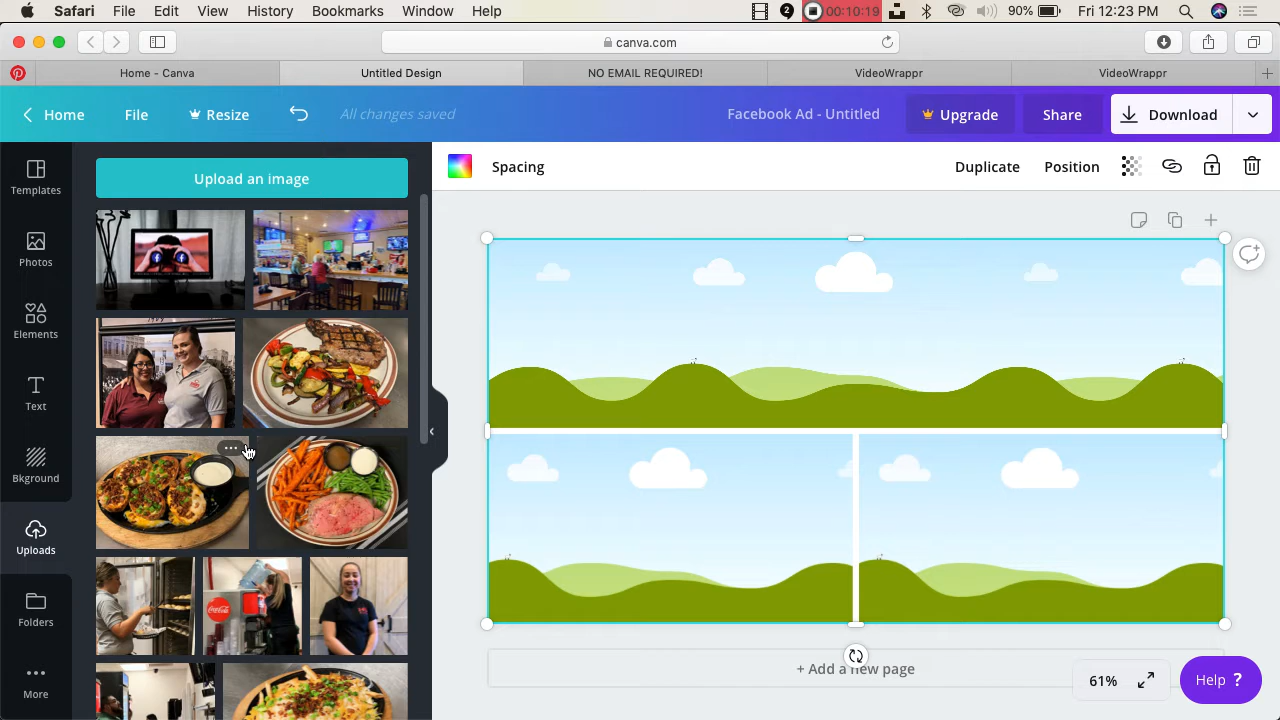 Safari File Edit View History Bookmarks Window Help 2 00:10:19 90% Fri 12:23 PM
canva.com
Home - Canva Untitled Design NO EMAIL REQUIRED! VideoWrappr VideoWrappr
Home File Resize All changes saved Facebook Ad - Untitled Upgrade Share Download
Templates
Photos
Elements
Text
Bkground
Uploads
Folders
More
Upload an image
Spacing Duplicate Position
+ Add a new page
61% Help ?